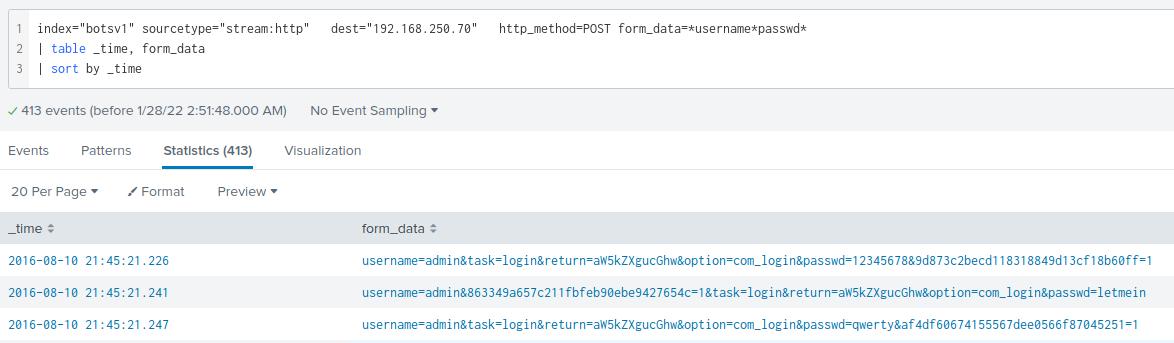 1 index="botsv1" sourcetype="stream:http" dest="192.168.250.70" http_method=POST form_data=*username*passwd*
2 | table _time, form_data
3 | sort by _time
413 events (before 1/28/22 2:51:48.000 AM) No Event Sampling
Events Patterns Statistics (413) Visualization
20 Per Page Format Preview
_time form_data
2016-08-10 21:45:21.226 username=admin&task=login&return=aW5kZXgucGhw&option=com_login&passwd=12345678&9d873c2becd118318849d13cf18b60ff=1
2016-08-10 21:45:21.241 username=admin&863349a657c211fbfeb90ebe9427654c=1&task=login&return=aW5kZXgucGhw&option=com_login&passwd=letmein
2016-08-10 21:45:21.247 username=admin&task=login&return=aW5kZXgucGhw&option=com_login&passwd=qwerty&af4df60674155567dee0566f87045251=1